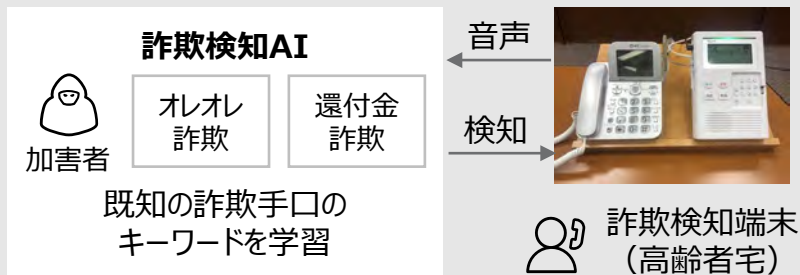 詐欺検知AI
加害者
オレオレ
詐欺
還付金
詐欺
既知の詐欺手口の
キーワードを学習
音声
検知
詐欺検知端末
（高齢者宅）